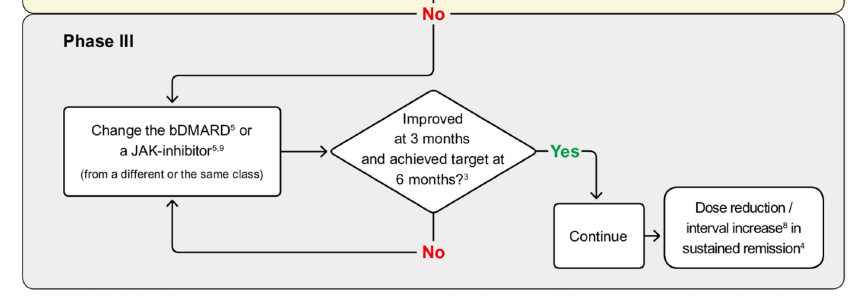 No
Phase III
Change the bDMARD⁵ or
a JAK-inhibitor⁵,⁹
(from a different or the same class)
Improved
at 3 months
and achieved target at
6 months?³
Yes
No
Continue
Dose reduction /
interval increase⁸ in
sustained remission⁴